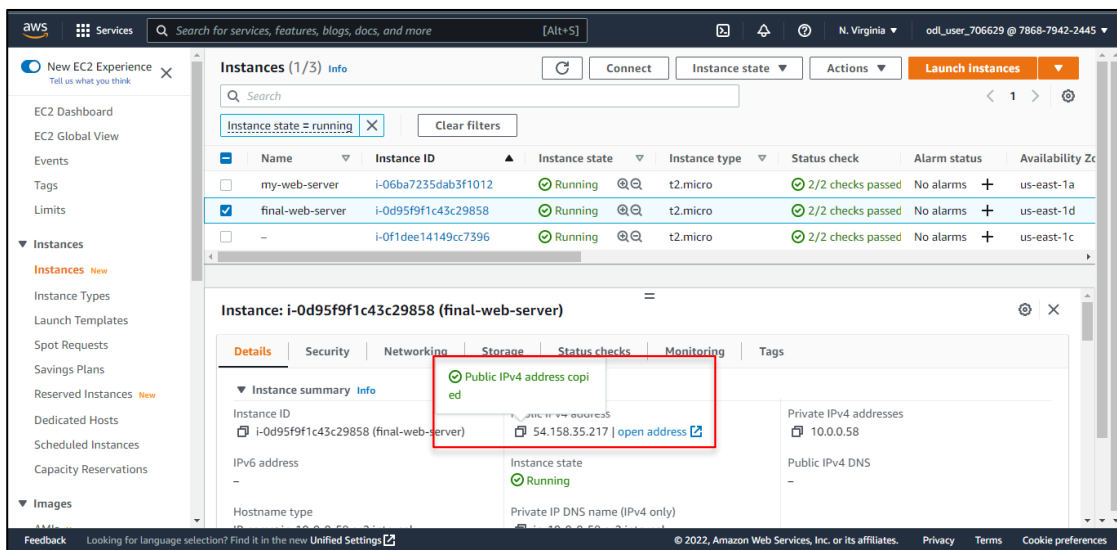 aws Services Search for services, features, blogs, docs, and more [Alt+S] N. Virginia ▼ odl_user_706629 @ 7868-7942-2445 ▼
New EC2 Experience
Tell us what you think
EC2 Dashboard
EC2 Global View
Events
Tags
Limits
▼ Instances
Instances New
Instance Types
Launch Templates
Spot Requests
Savings Plans
Reserved Instances New
Dedicated Hosts
Scheduled Instances
Capacity Reservations
▼ Images
Instances (1/3) Info Connect Instance state ▼ Actions ▼ Launch instances ▼
Search < 1 >
Instance state = running Clear filters
Name Instance ID Instance state Instance type Status check Alarm status Availability Zo
my-web-server i-06ba7235dab3f1012 Running t2.micro 2/2 checks passed No alarms + us-east-1a
final-web-server i-0d95f9f1c43c29858 Running t2.micro 2/2 checks passed No alarms + us-east-1d
– i-0f1dee14149cc7396 Running t2.micro 2/2 checks passed No alarms + us-east-1c
Instance: i-0d95f9f1c43c29858 (final-web-server)
Details Security Networking Storage Status checks Monitoring Tags
Public IPv4 address copi
ed
▼ Instance summary Info
Instance ID address Private IPv4 addresses
i-0d95f9f1c43c29858 (final-web-server) 54.158.35.217 | open address 10.0.0.58
IPv6 address Instance state Public IPv4 DNS
– Running –
Hostname type Private IP DNS name (IPv4 only)
Feedback Looking for language selection? Find it in the new Unified Settings © 2022, Amazon Web Services, Inc. or its affiliates. Privacy Terms Cookie preferences